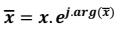 x̅ = x. e^{j.arg(x̅)}